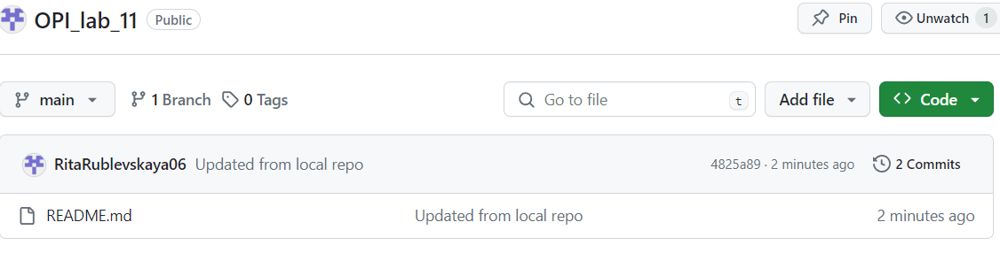 OPI_lab_11 Public Pin Unwatch 1
main 1 Branch 0 Tags Go to file t Add file Code
RitaRublevskaya06 Updated from local repo 4825a89 · 2 minutes ago 2 Commits
README.md Updated from local repo 2 minutes ago